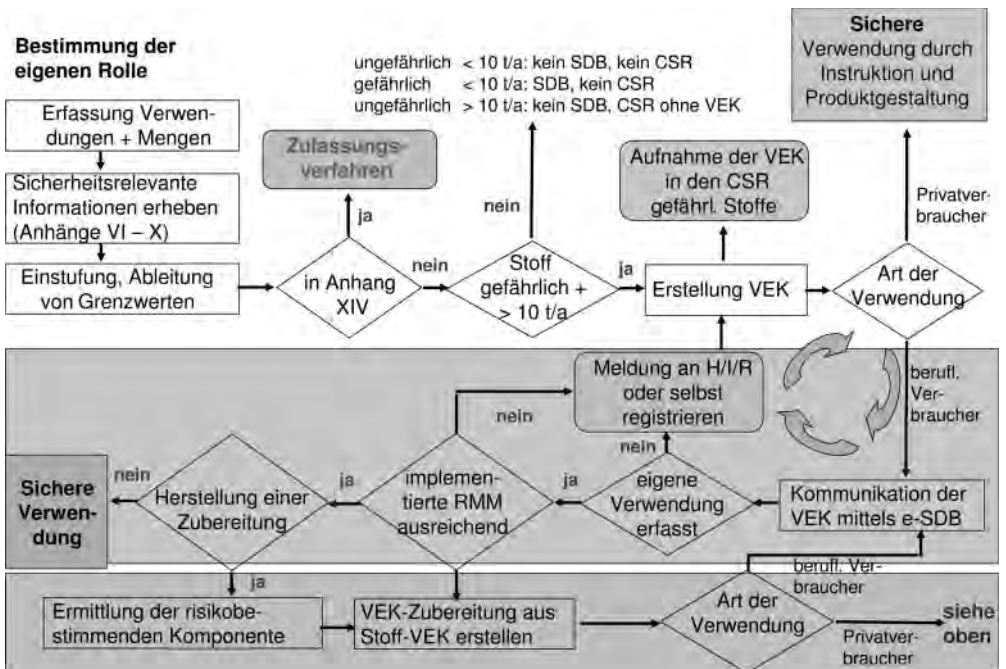 Bestimmung der
eigenen Rolle
Erfassung Verwen-
dungen + Mengen
Sicherheitsrelevante
Informationen erheben
(Anhänge VI – X)
Einstufung, Ableitung
von Grenzwerten
in Anhang
XIV
ja
Zulassungs-
verfahren
nein
Stoff
gefährlich +
> 10 t/a
nein
ungefährlich < 10 t/a: kein SDB, kein CSR
gefährlich < 10 t/a: SDB, kein CSR
ungefährlich > 10 t/a: kein SDB, CSR ohne VEK
ja
Erstellung VEK
Aufnahme der VEK
in den CSR
gefährl. Stoffe
Art der
Verwendung
Privatver-
braucher
Sichere
Verwendung durch
Instruktion und
Produktgestaltung
berufl.
Ver-
braucher
Kommunikation der
VEK mittels e-SDB
eigene
Verwendung
erfasst
nein
Meldung an H/I/R
oder selbst
registrieren
ja
implemen-
tierte RMM
ausreichend
nein
ja
Herstellung einer
Zubereitung
nein
Sichere
Verwen-
dung
ja
Ermittlung der risikobe-
stimmenden Komponente
VEK-Zubereitung aus
Stoff-VEK erstellen
Art der
Verwendung
berufl. Ver-
braucher
Privatver-
braucher
siehe
oben